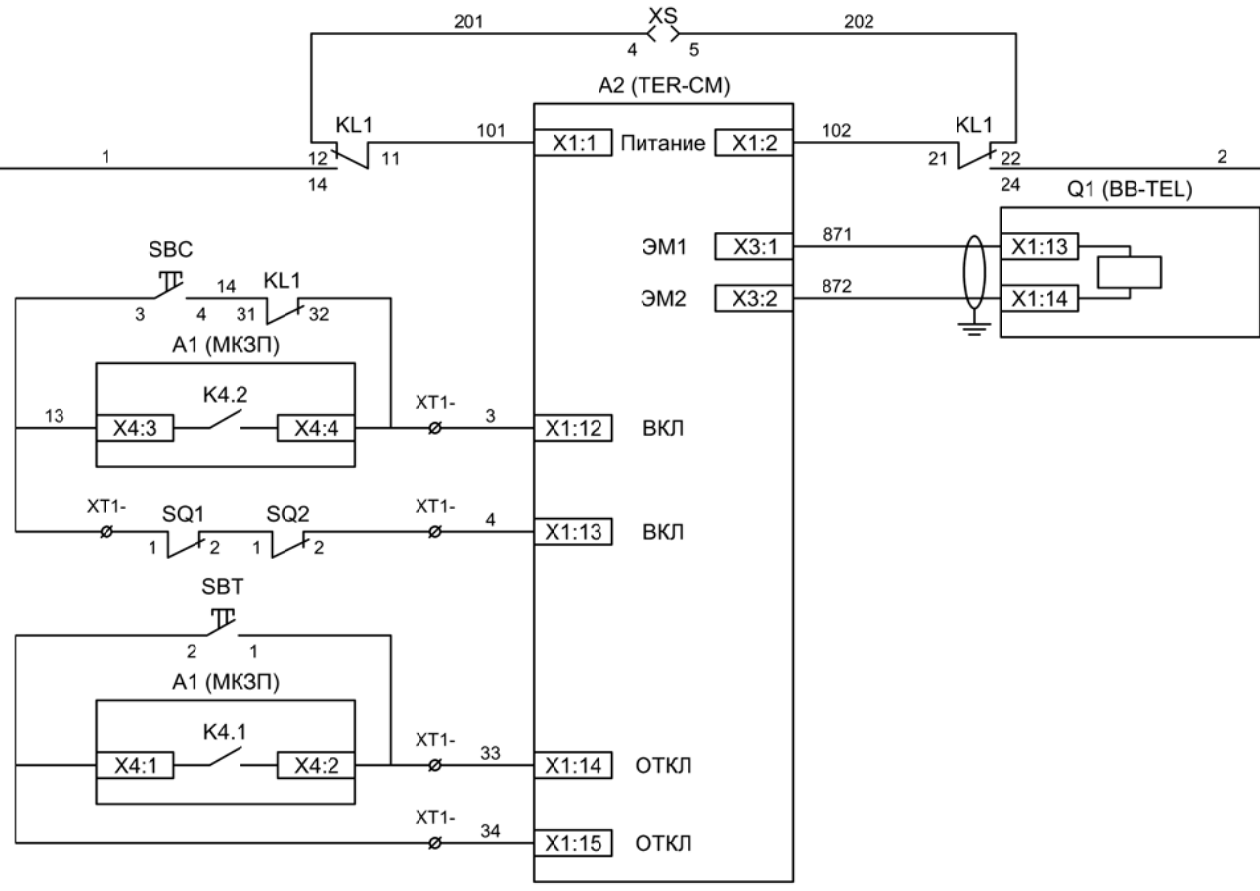 201 XS 202
4 5
A2 (TER-CM)
KL1 101 X1:1 Питание X1:2 102 KL1
1 12 11 21 22 2
14 24
Q1 (BB-TEL)
ЭМ1 X3:1 871 X1:13
SBC
14 KL1
ЭМ2 X3:2 872 X1:14
3 4 31 32
A1 (МКЗП)
K4.2
13 X4:3 X4:4 XT1- 3 X1:12 ВКЛ
XT1- SQ1 SQ2 XT1- 4 X1:13 ВКЛ
1 2 1 2
SBT
2 1
A1 (МКЗП)
K4.1
X4:1 X4:2 XT1- 33 X1:14 ОТКЛ
XT1- 34 X1:15 ОТКЛ